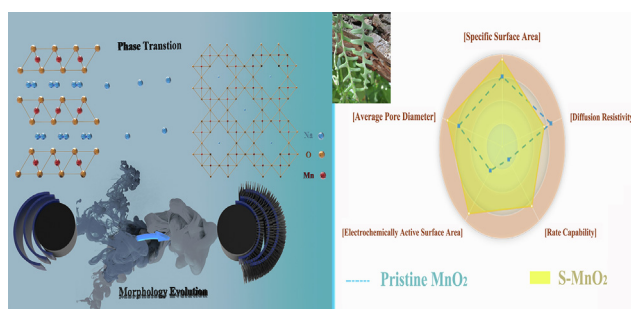 Phase Transtion
Na
O
Mn
Morphology Evolution
[Specific Surface Area]
[Average Pore Diameter]
[Diffusion Resistivity]
[Electrochemically Active Surface Area]
[Rate Capability]
Pristine MnO₂
S-MnO₂